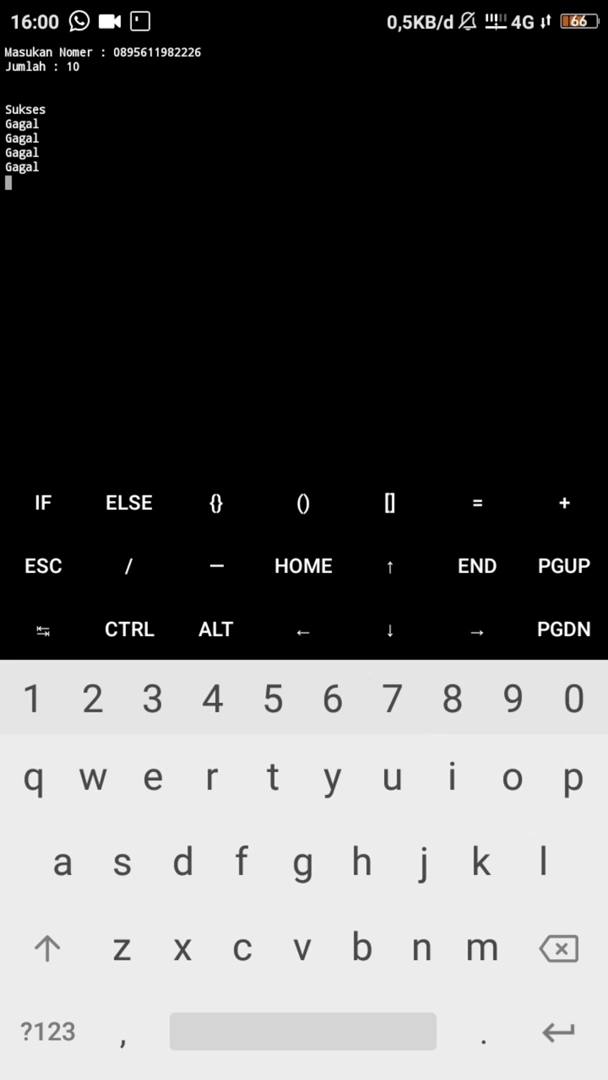 16:00 0,5KB/d 4G 66
Masukan Nomer : 0895611982226
Jumlah : 10
Sukses
Gagal
Gagal
Gagal
Gagal
IF ELSE {} () [] = +
ESC / — HOME ↑ END PGUP
↹ CTRL ALT ← ↓ → PGDN
1 2 3 4 5 6 7 8 9 0
q w e r t y u i o p
a s d f g h j k l
z x c v b n m
?123 , .